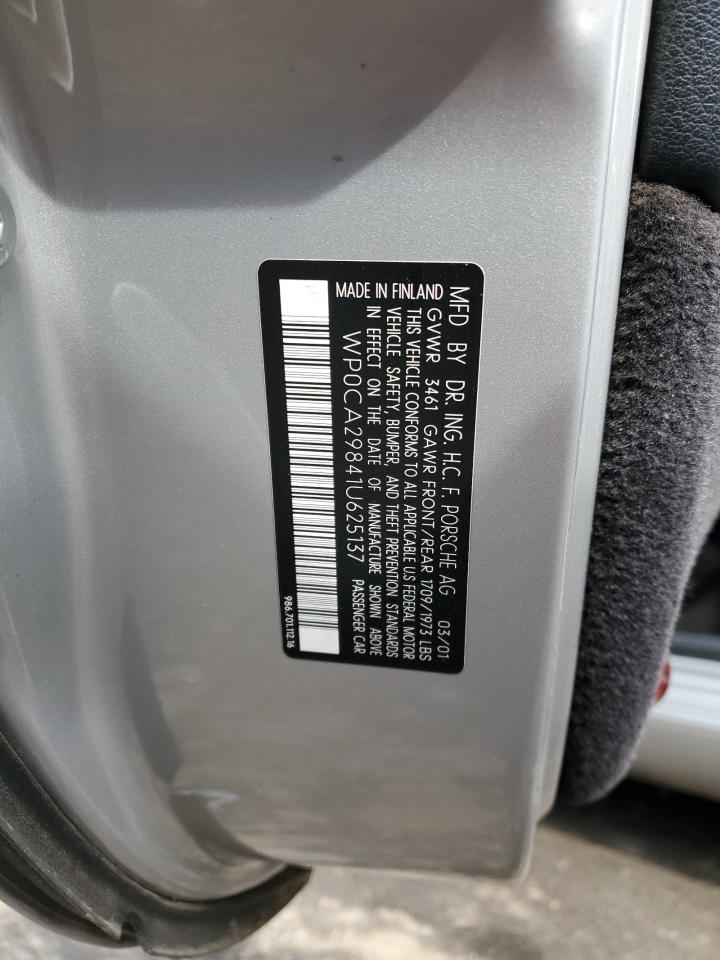 MFD BY DR. ING. H.C. F. PORSCHE AG 03/01
GVWR 3461 GAWR FRONT/REAR 1709/1973 LBS
THIS VEHICLE CONFORMS TO ALL APPLICABLE U.S FEDERAL MOTOR
VEHICLE SAFETY, BUMPER, AND THEFT PREVENTION STANDARDS
IN EFFECT ON THE DATE OF MANUFACTURE SHOWN ABOVE
MADE IN FINLAND PASSENGER CAR
WP0CA29841U625137
986.701.112.16